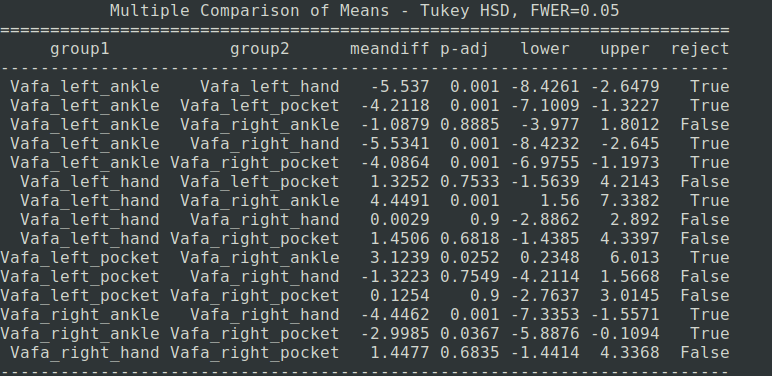 Multiple Comparison of Means - Tukey HSD, FWER=0.05
=========================================================================
group1 group2 meandiff p-adj lower upper reject
-------------------------------------------------------------------------
Vafa_left_ankle Vafa_left_hand -5.537 0.001 -8.4261 -2.6479 True
Vafa_left_ankle Vafa_left_pocket -4.2118 0.001 -7.1009 -1.3227 True
Vafa_left_ankle Vafa_right_ankle -1.0879 0.8885 -3.977 1.8012 False
Vafa_left_ankle Vafa_right_hand -5.5341 0.001 -8.4232 -2.645 True
Vafa_left_ankle Vafa_right_pocket -4.0864 0.001 -6.9755 -1.1973 True
Vafa_left_hand Vafa_left_pocket 1.3252 0.7533 -1.5639 4.2143 False
Vafa_left_hand Vafa_right_ankle 4.4491 0.001 1.56 7.3382 True
Vafa_left_hand Vafa_right_hand 0.0029 0.9 -2.8862 2.892 False
Vafa_left_hand Vafa_right_pocket 1.4506 0.6818 -1.4385 4.3397 False
Vafa_left_pocket Vafa_right_ankle 3.1239 0.0252 0.2348 6.013 True
Vafa_left_pocket Vafa_right_hand -1.3223 0.7549 -4.2114 1.5668 False
Vafa_left_pocket Vafa_right_pocket 0.1254 0.9 -2.7637 3.0145 False
Vafa_right_ankle Vafa_right_hand -4.4462 0.001 -7.3353 -1.5571 True
Vafa_right_ankle Vafa_right_pocket -2.9985 0.0367 -5.8876 -0.1094 True
Vafa_right_hand Vafa_right_pocket 1.4477 0.6835 -1.4414 4.3368 False
-------------------------------------------------------------------------